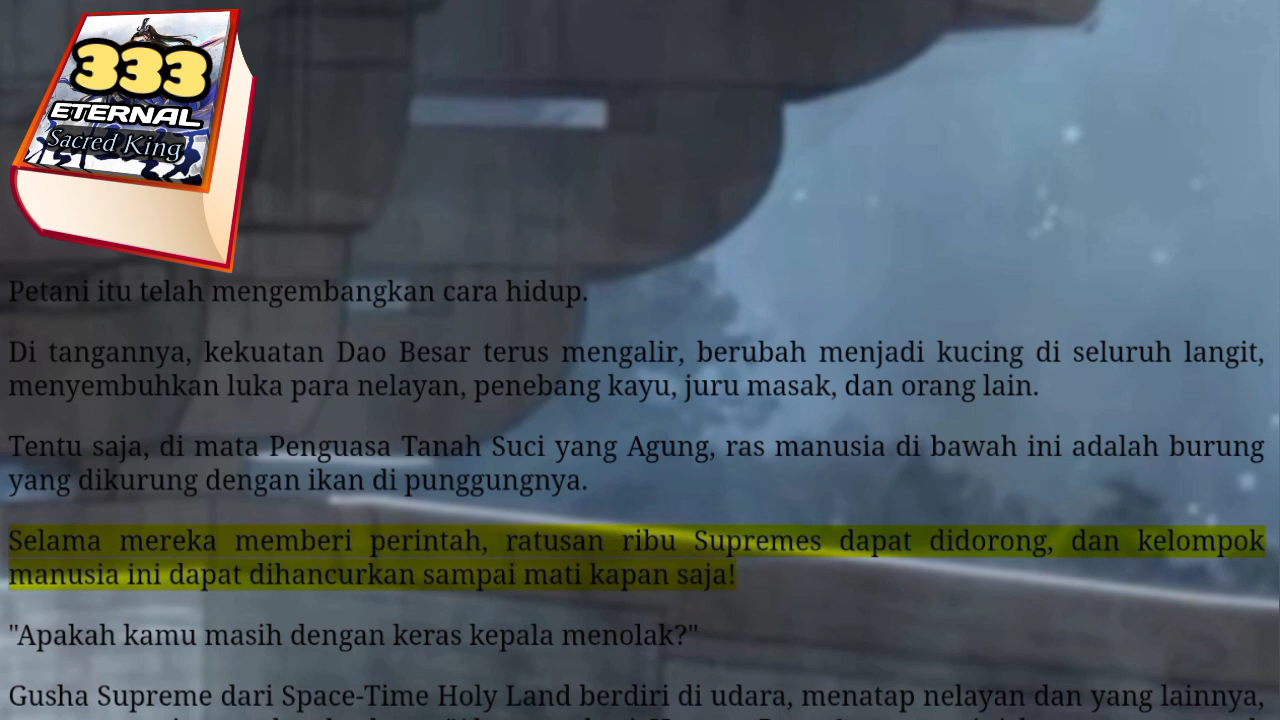 333
ETERNAL
Sacred King
Petani itu telah mengembangkan cara hidup.
Di tangannya, kekuatan Dao Besar terus mengalir, berubah menjadi kucing di seluruh langit,
menyembuhkan luka para nelayan, penebang kayu, juru masak, dan orang lain.
Tentu saja, di mata Penguasa Tanah Suci yang Agung, ras manusia di bawah ini adalah burung
yang dikurung dengan ikan di punggungnya.
Selama mereka memberi perintah, ratusan ribu Supremes dapat didorong, dan kelompok
manusia ini dapat dihancurkan sampai mati kapan saja!
"Apakah kamu masih dengan keras kepala menolak?"
Gusha Supreme dari Space-Time Holy Land berdiri di udara, menatap nelayan dan yang lainnya,